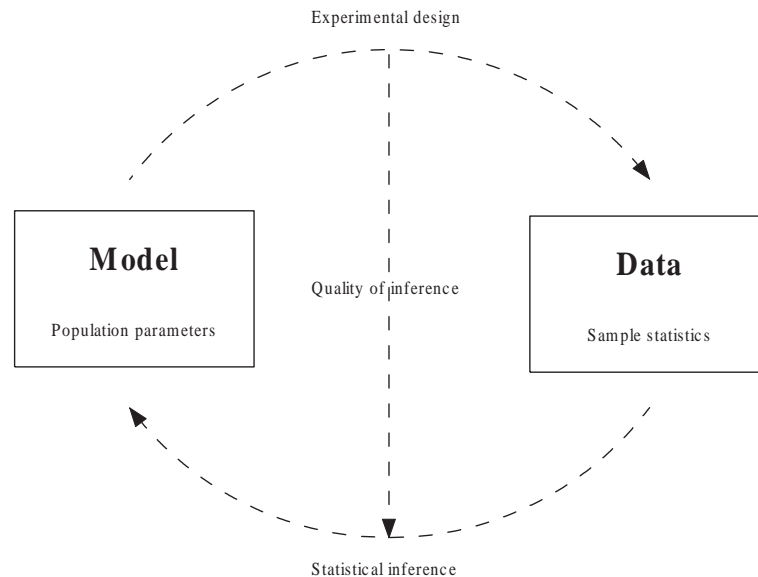 Experimental design
Model
Population parameters
Quality of inference
Data
Sample statistics
Statistical inference